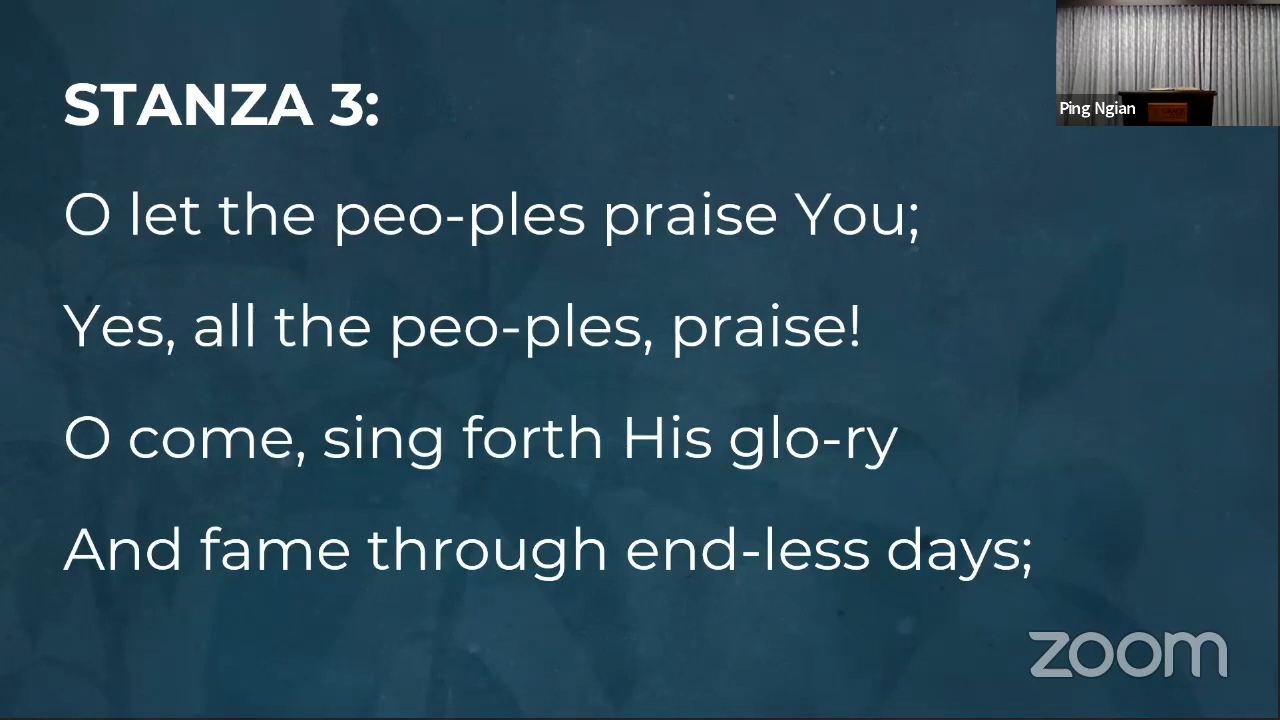 STANZA 3:
O let the peo-ples praise You;
Yes, all the peo-ples, praise!
O come, sing forth His glo-ry
And fame through end-less days;
Ping Ngian
zoom